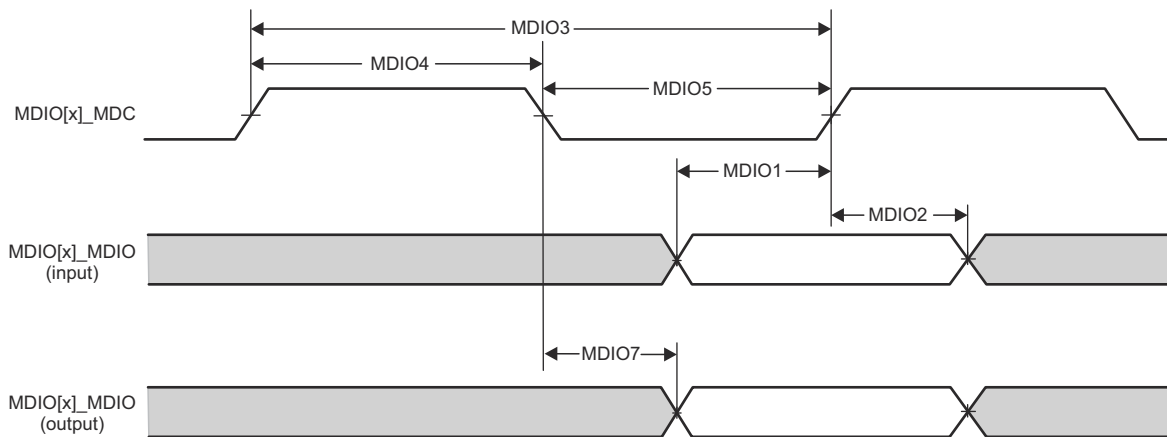 MDIO3
MDIO4
MDIO5
MDIO[x]_MDC
MDIO1
MDIO2
MDIO[x]_MDIO
(input)
MDIO7
MDIO[x]_MDIO
(output)